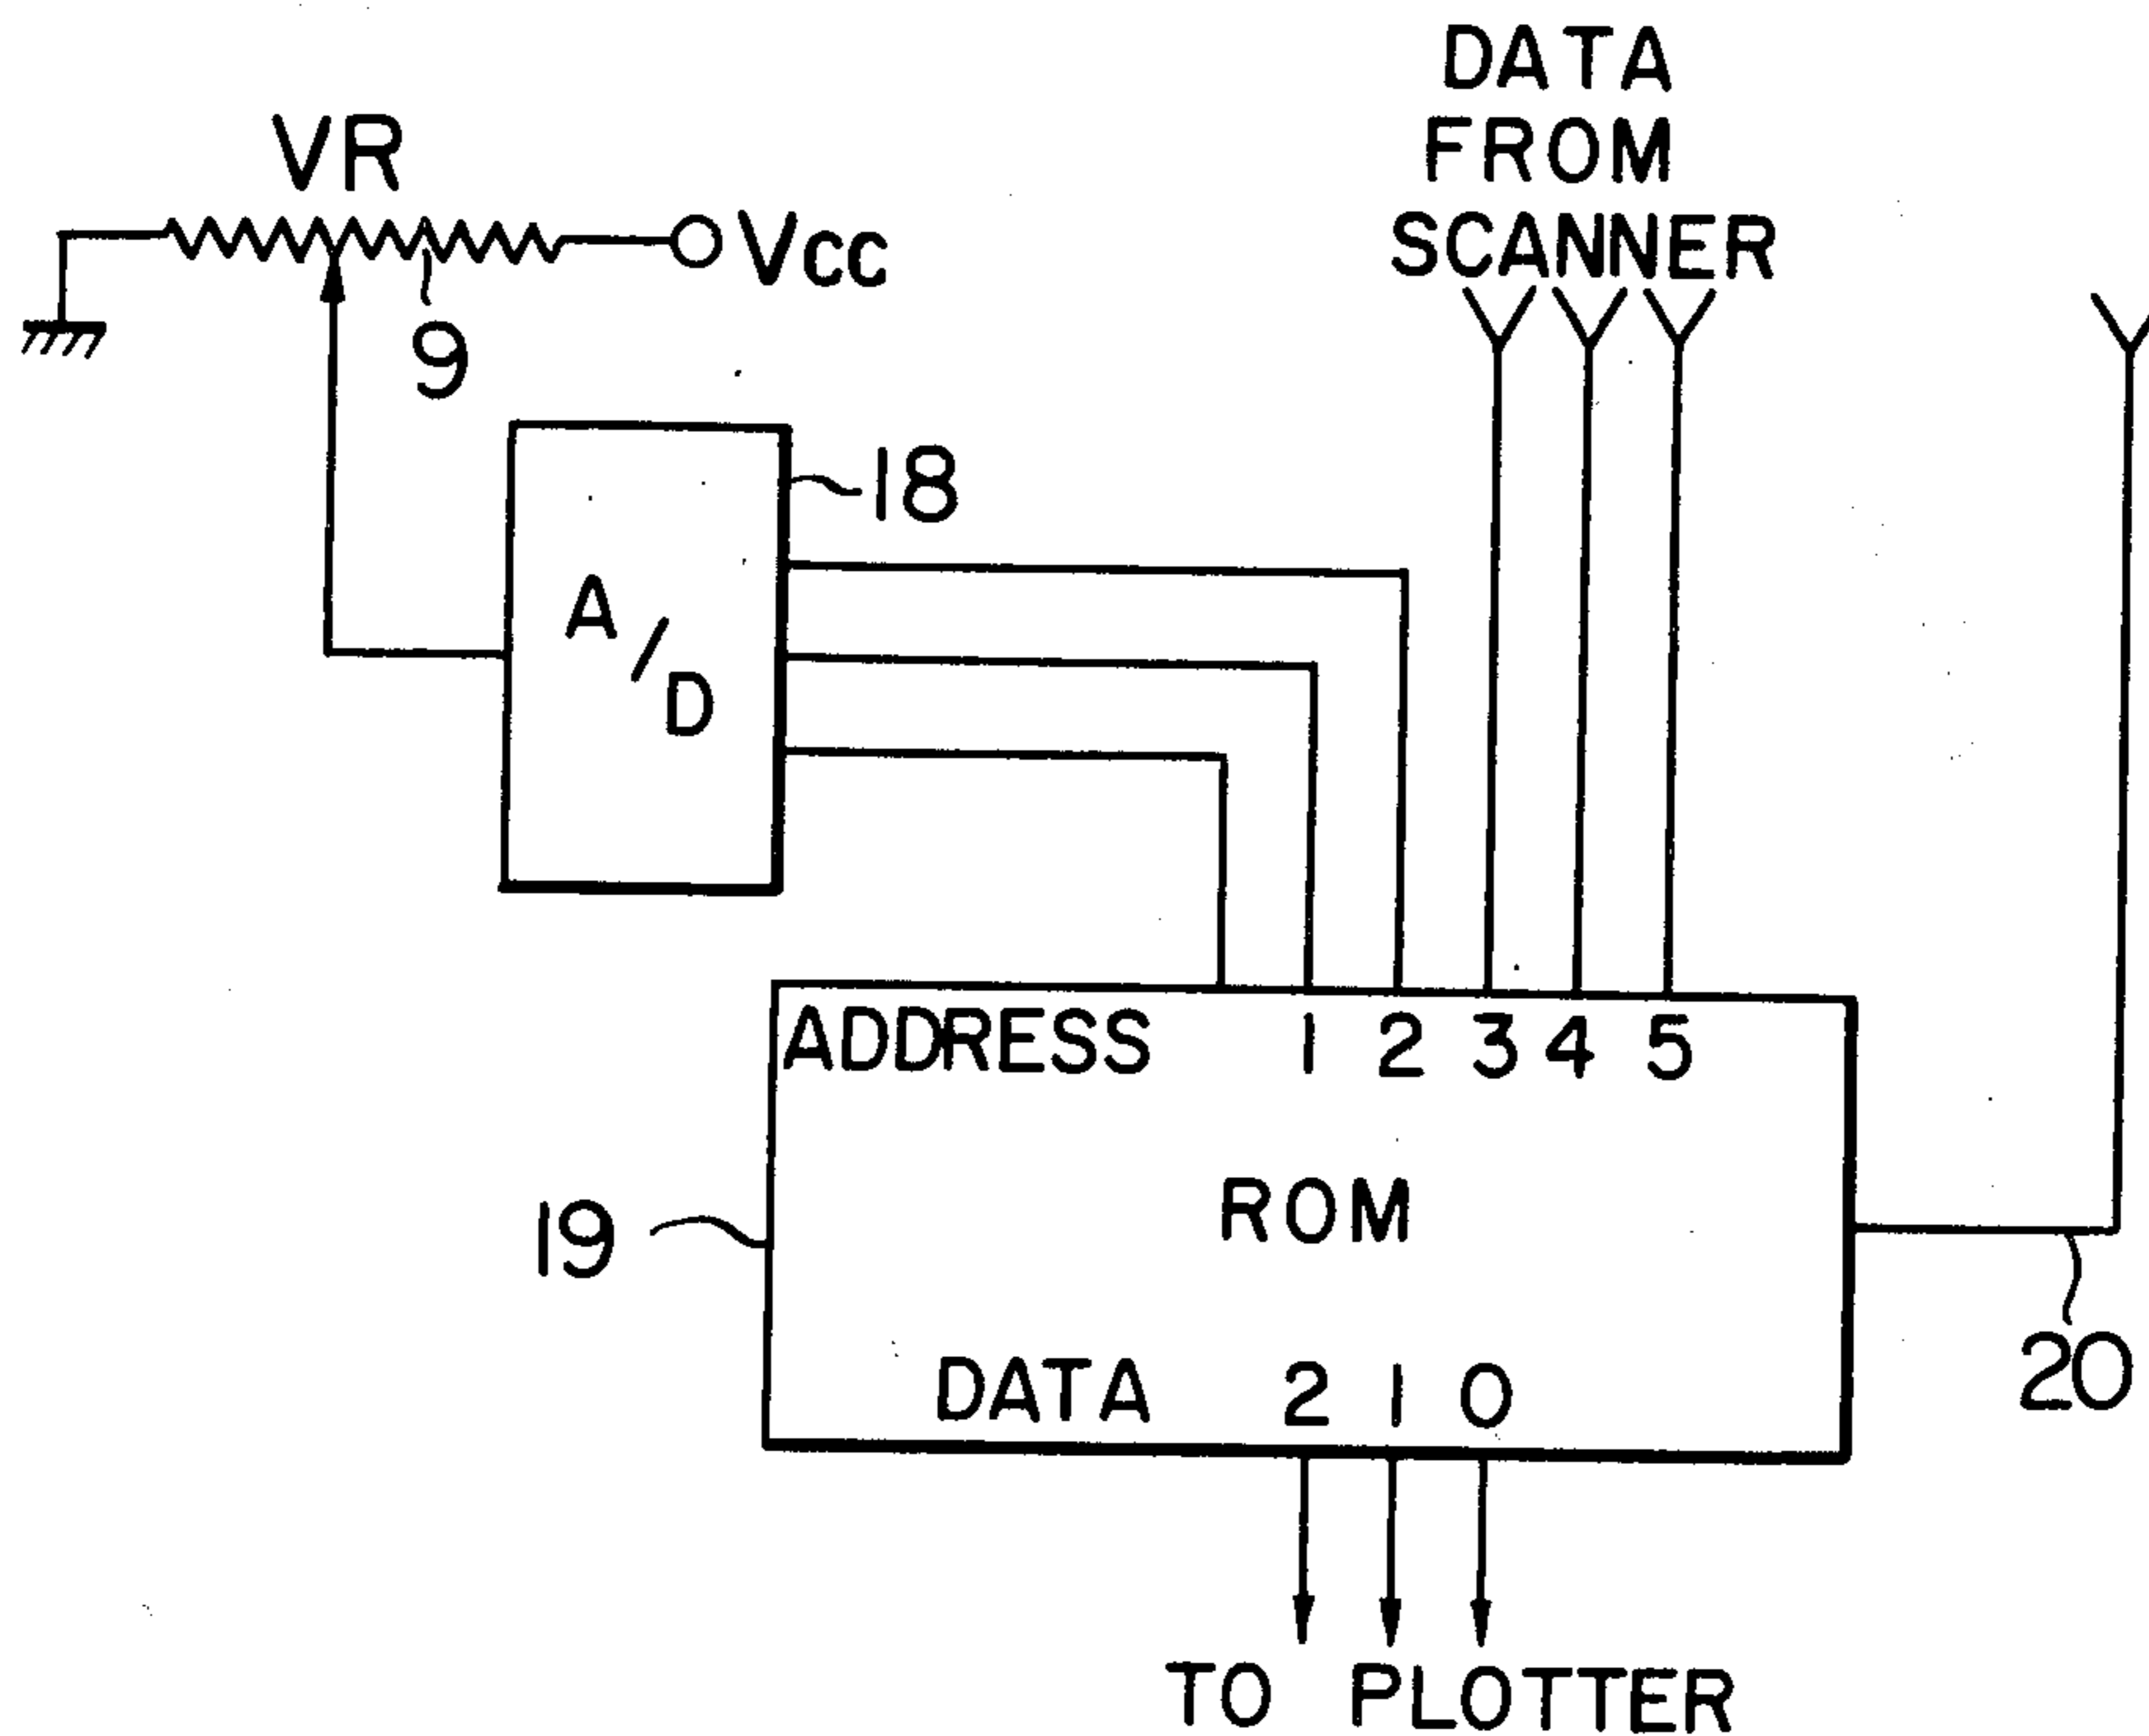 DATA
FROM
SCANNER
VR
Vcc
9
18
A/D
ADDRESS 1 2 3 4 5
ROM
19
20
DATA 2 1 0
TO PLOTTER